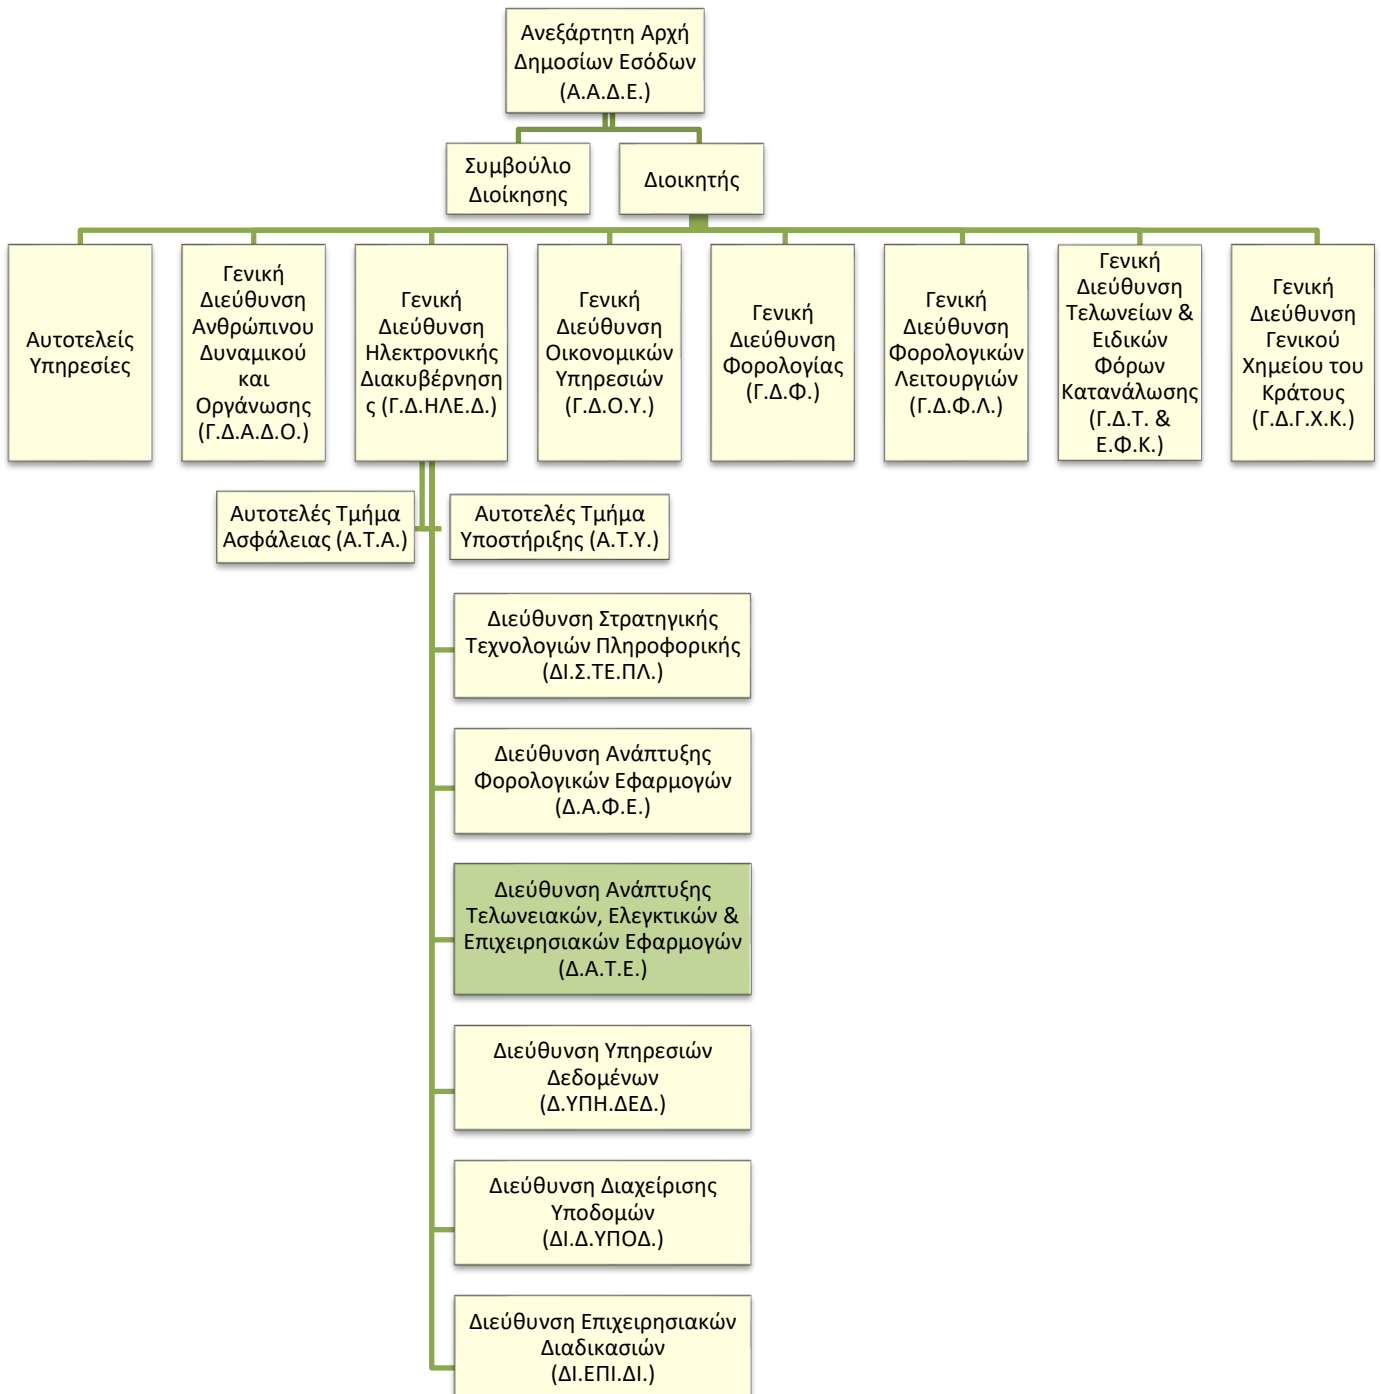 Ανεξάρτητη Αρχή
Δημοσίων Εσόδων
(Α.Α.Δ.Ε.)
Συμβούλιο
Διοίκησης
Διοικητής
Αυτοτελείς
Υπηρεσίες
Γενική
Διεύθυνση
Ανθρώπινου
Δυναμικού
και
Οργάνωσης
(Γ.Δ.Α.Δ.Ο.)
Γενική
Διεύθυνση
Ηλεκτρονικής
Διακυβέρνηση
ς (Γ.Δ.ΗΛΕ.Δ.)
Γενική
Διεύθυνση
Οικονομικών
Υπηρεσιών
(Γ.Δ.Ο.Υ.)
Γενική
Διεύθυνση
Φορολογίας
(Γ.Δ.Φ.)
Γενική
Διεύθυνση
Φορολογικών
Λειτουργιών
(Γ.Δ.Φ.Λ.)
Γενική
Διεύθυνση
Τελωνείων &
Ειδικών
Φόρων
Κατανάλωσης
(Γ.Δ.Τ. &
Ε.Φ.Κ.)
Γενική
Διεύθυνση
Γενικού
Χημείου του
Κράτους
(Γ.Δ.Γ.Χ.Κ.)
Αυτοτελές Τμήμα
Ασφάλειας (Α.Τ.Α.)
Αυτοτελές Τμήμα
Υποστήριξης (Α.Τ.Υ.)
Διεύθυνση Στρατηγικής
Τεχνολογιών Πληροφορικής
(ΔΙ.Σ.ΤΕ.ΠΛ.)
Διεύθυνση Ανάπτυξης
Φορολογικών Εφαρμογών
(Δ.Α.Φ.Ε.)
Διεύθυνση Ανάπτυξης
Τελωνειακών, Ελεγκτικών &
Επιχειρησιακών Εφαρμογών
(Δ.Α.Τ.Ε.)
Διεύθυνση Υπηρεσιών
Δεδομένων
(Δ.ΥΠΗ.ΔΕΔ.)
Διεύθυνση Διαχείρισης
Υποδομών
(ΔΙ.Δ.ΥΠΟΔ.)
Διεύθυνση Επιχειρησιακών
Διαδικασιών
(ΔΙ.ΕΠΙ.ΔΙ.)